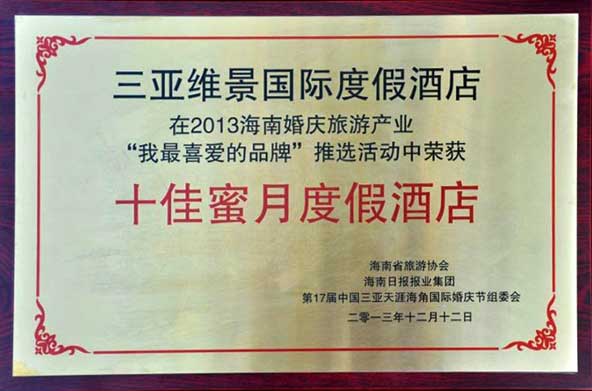 三亚维景国际度假酒店
在2013海南婚庆旅游产业
“我最喜爱的品牌”推选活动中荣获
十佳蜜月度假酒店
海南省旅游协会
海南日报报业集团
第17届中国三亚天涯海角国际婚庆节组委会
二〇一三年十二月十二日